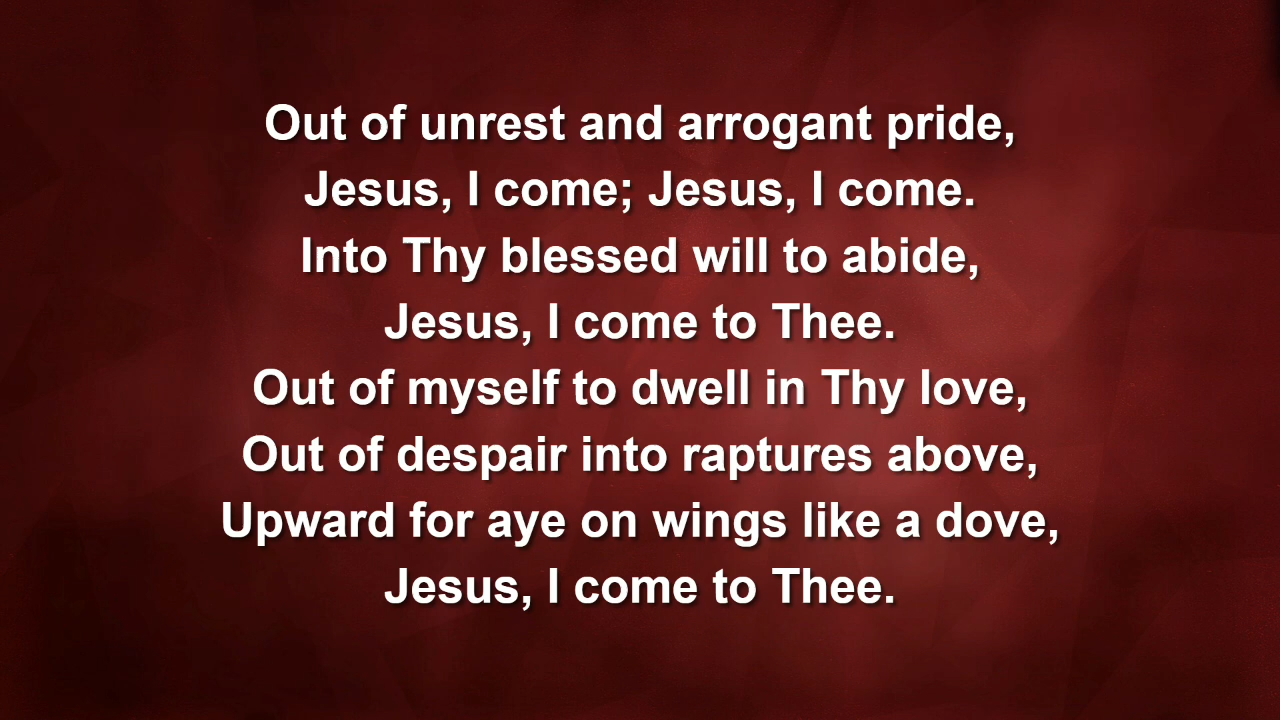 Out of unrest and arrogant pride,
Jesus, I come; Jesus, I come.
Into Thy blessed will to abide,
Jesus, I come to Thee.
Out of myself to dwell in Thy love,
Out of despair into raptures above,
Upward for aye on wings like a dove,
Jesus, I come to Thee.